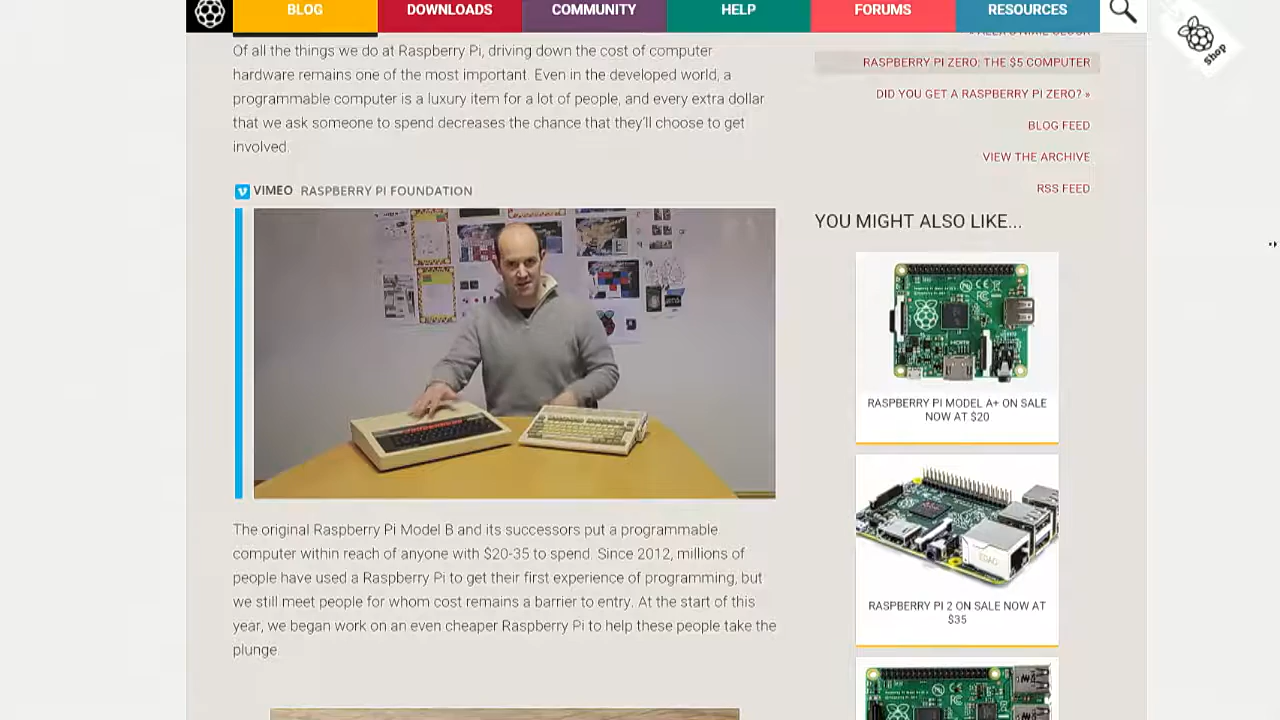 BLOG
DOWNLOADS
COMMUNITY
HELP
FORUMS
RESOURCES
shop
Of all the things we do at Raspberry Pi, driving down the cost of computer
hardware remains one of the most important. Even in the developed world, a
programmable computer is a luxury item for a lot of people, and every extra dollar
that we ask someone to spend decreases the chance that they'll choose to get
involved.
VIMEO RASPBERRY PI FOUNDATION
The original Raspberry Pi Model B and its successors put a programmable
computer within reach of anyone with $20-35 to spend. Since 2012, millions of
people have used a Raspberry Pi to get their first experience of programming, but
we still meet people for whom cost remains a barrier to entry. At the start of this
year, we began work on an even cheaper Raspberry Pi to help these people take the
plunge.
« ALEX'S NIXIE CLOCK
RASPBERRY PI ZERO: THE $5 COMPUTER
DID YOU GET A RASPBERRY PI ZERO? »
BLOG FEED
VIEW THE ARCHIVE
RSS FEED
YOU MIGHT ALSO LIKE...
RASPBERRY PI MODEL A+ ON SALE
NOW AT $20
RASPBERRY PI 2 ON SALE NOW AT
$35